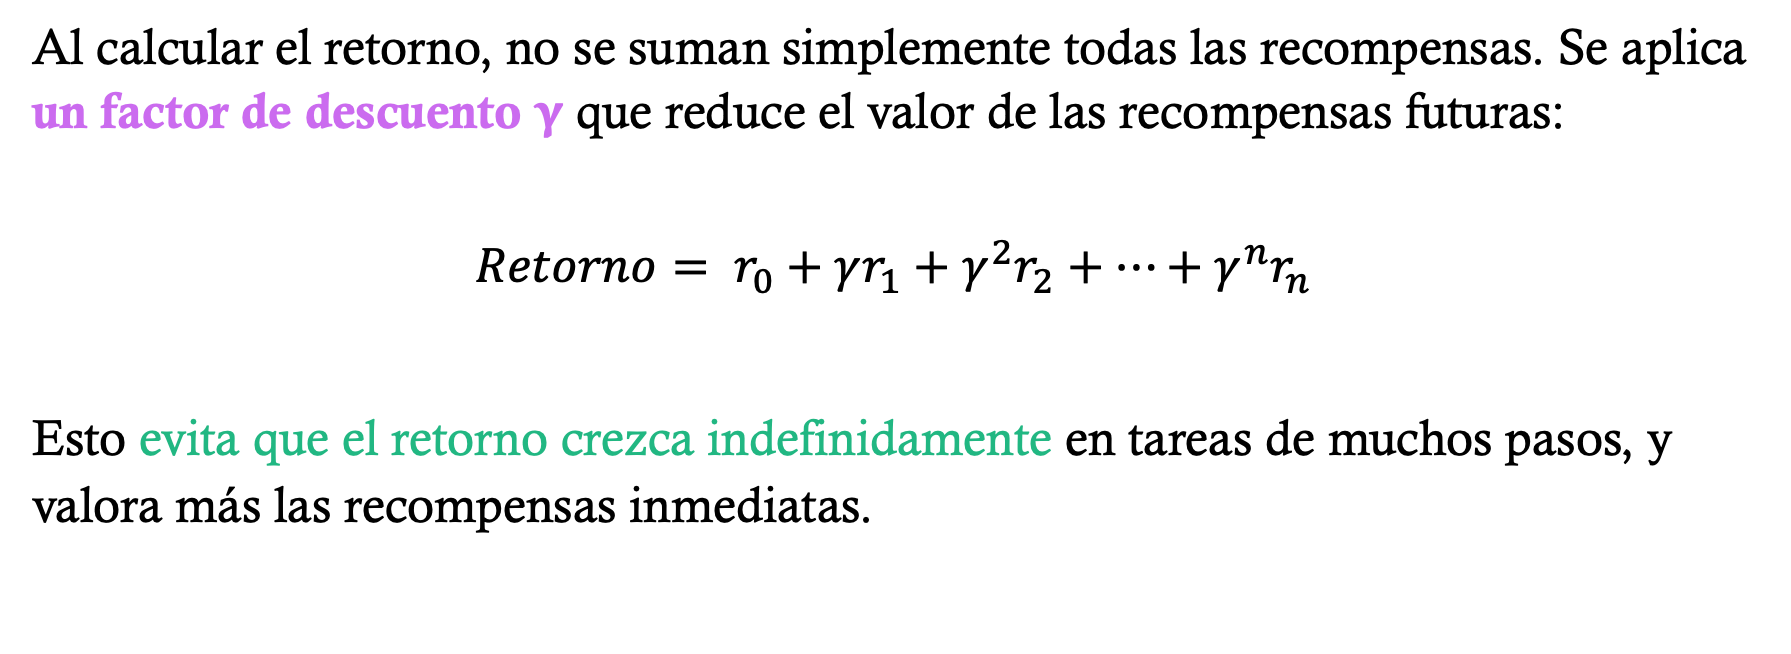 Al calcular el retorno, no se suman simplemente todas las recompensas. Se aplica
un factor de descuento γ que reduce el valor de las recompensas futuras:
Retorno = r₀ + γr₁ + γ²r₂ + ⋯ + γⁿrₙ
Esto evita que el retorno crezca indefinidamente en tareas de muchos pasos, y
valora más las recompensas inmediatas.